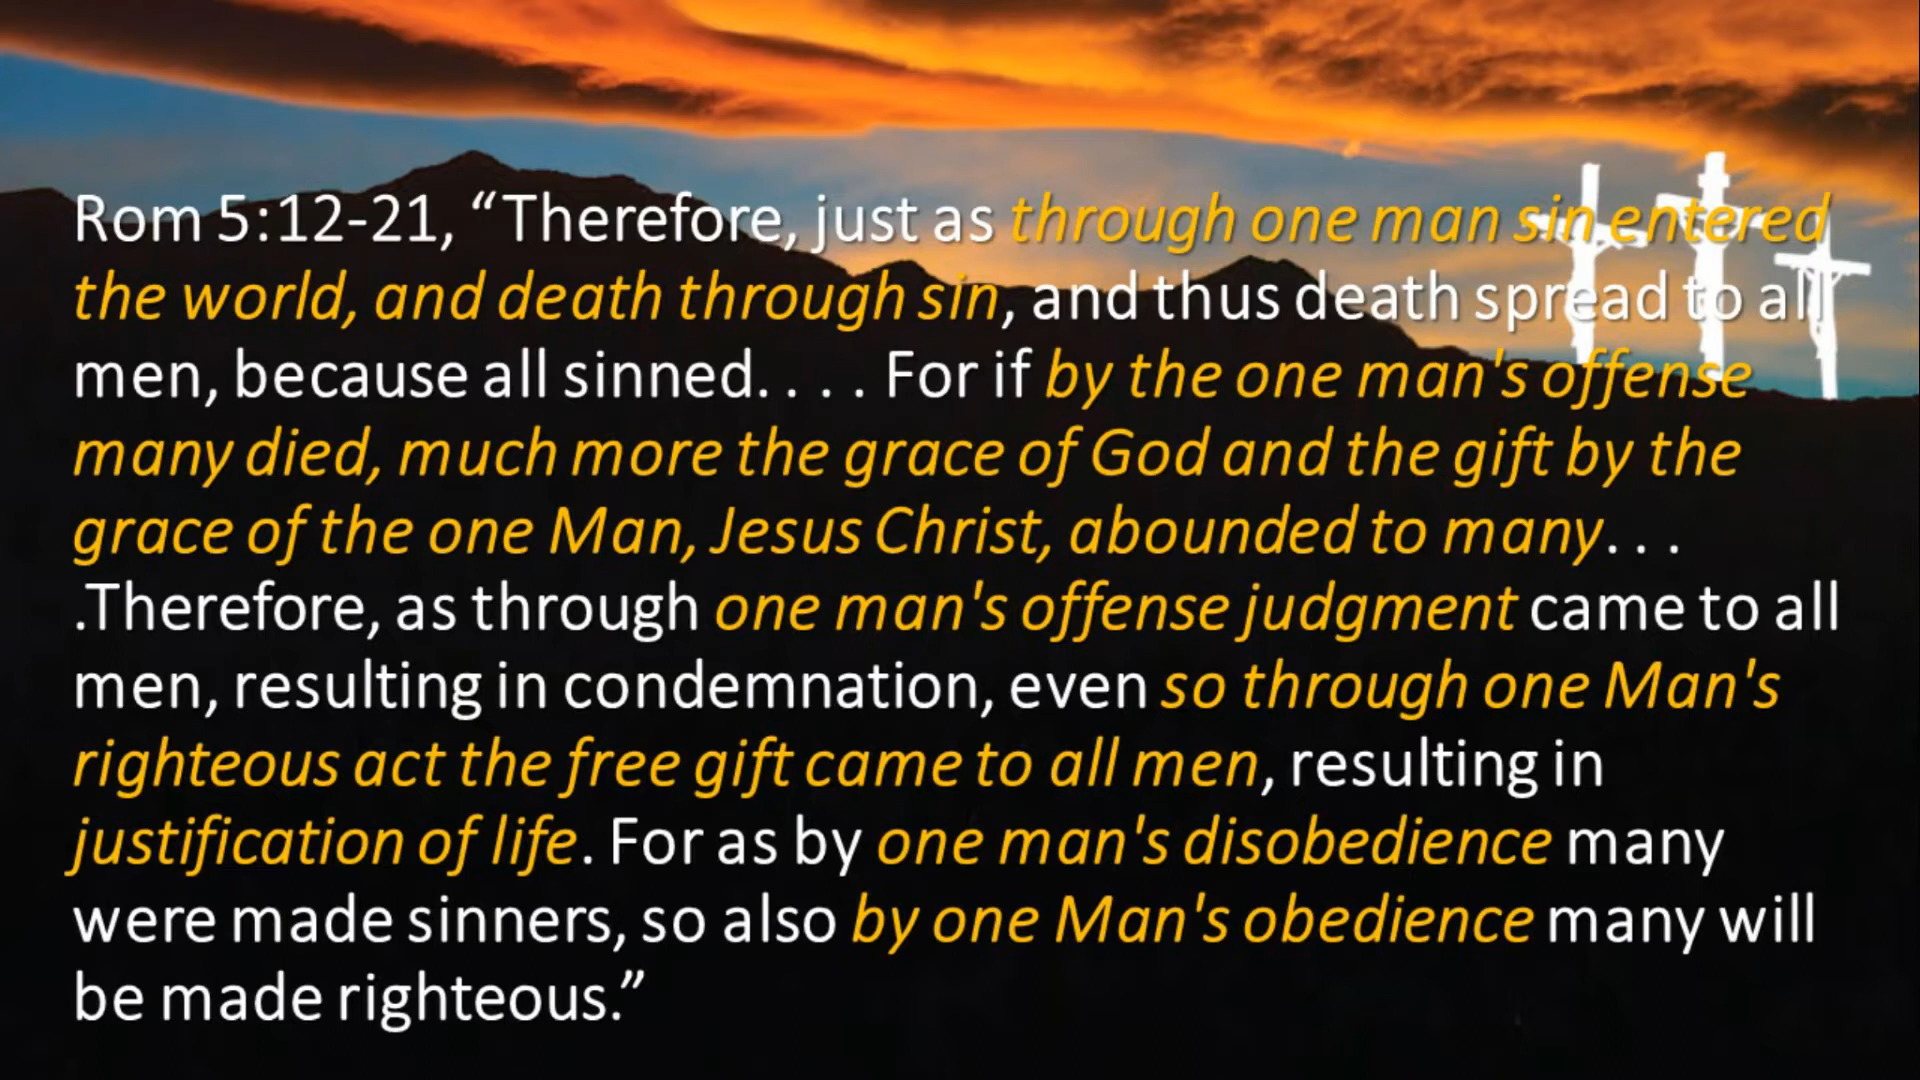 Rom 5:12-21, “Therefore, just as through one man sin entered
the world, and death through sin, and thus death spread to all
men, because all sinned. . . . For if by the one man's offense
many died, much more the grace of God and the gift by the
grace of the one Man, Jesus Christ, abounded to many. . .
.Therefore, as through one man's offense judgment came to all
men, resulting in condemnation, even so through one Man's
righteous act the free gift came to all men, resulting in
justification of life. For as by one man's disobedience many
were made sinners, so also by one Man's obedience many will
be made righteous.”